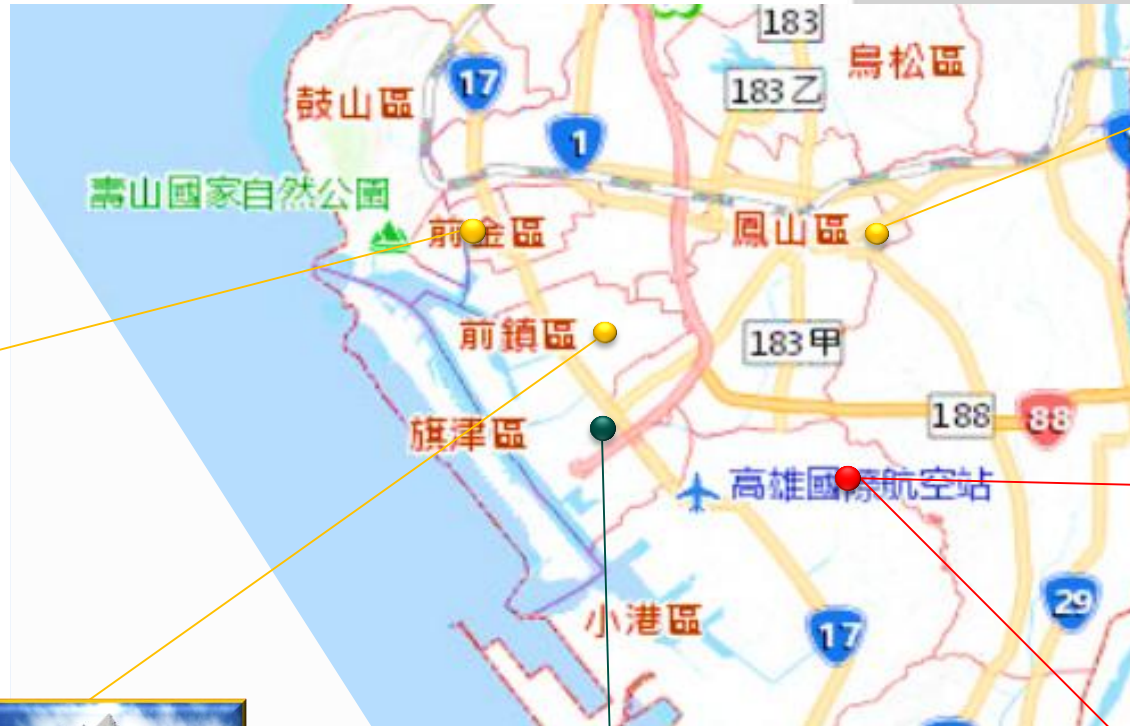 183
鳥松區
17
183乙
鼓山區
1
壽山國家自然公園
前金區
鳳山區
前鎮區
183甲
188
88
旗津區
高雄國際航空站
29
小港區
17